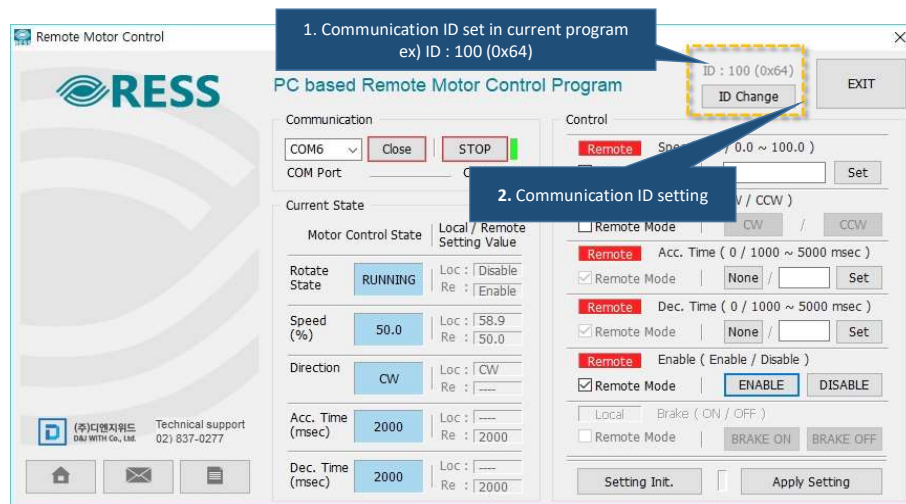 Remote Motor Control
1. Communication ID set in current program
ex) ID : 100 (0x64)
RESS
PC based Remote Motor Control Program
ID : 100 (0x64)
ID Change
EXIT
Communication
COM6
Close
STOP
COM Port
Control
Remote
/ 0.0 ~ 100.0 )
Set
2. Communication ID setting
/ CCW )
Remote Mode
CW / CCW
Remote Acc. Time ( 0 / 1000 ~ 5000 msec )
Remote Mode None / Set
Remote Dec. Time ( 0 / 1000 ~ 5000 msec )
Remote Mode None / Set
Remote Enable ( Enable / Disable )
Remote Mode ENABLE DISABLE
Local Brake ( ON / OFF )
Remote Mode BRAKE ON BRAKE OFF
Setting Init. Apply Setting
Current State
Motor Control State
Local / Remote
Setting Value
Rotate
State
RUNNING
Loc : Disable
Re : Enable
Speed
(%)
50.0
Loc : 58.9
Re : 50.0
Direction
CW
Loc : CW
Re : ----
Acc. Time
(msec)
2000
Loc : ----
Re : 2000
Dec. Time
(msec)
2000
Loc : ----
Re : 2000
(주)디엔지위드
D&J WITH Co., Ltd.
Technical support
02) 837-0277